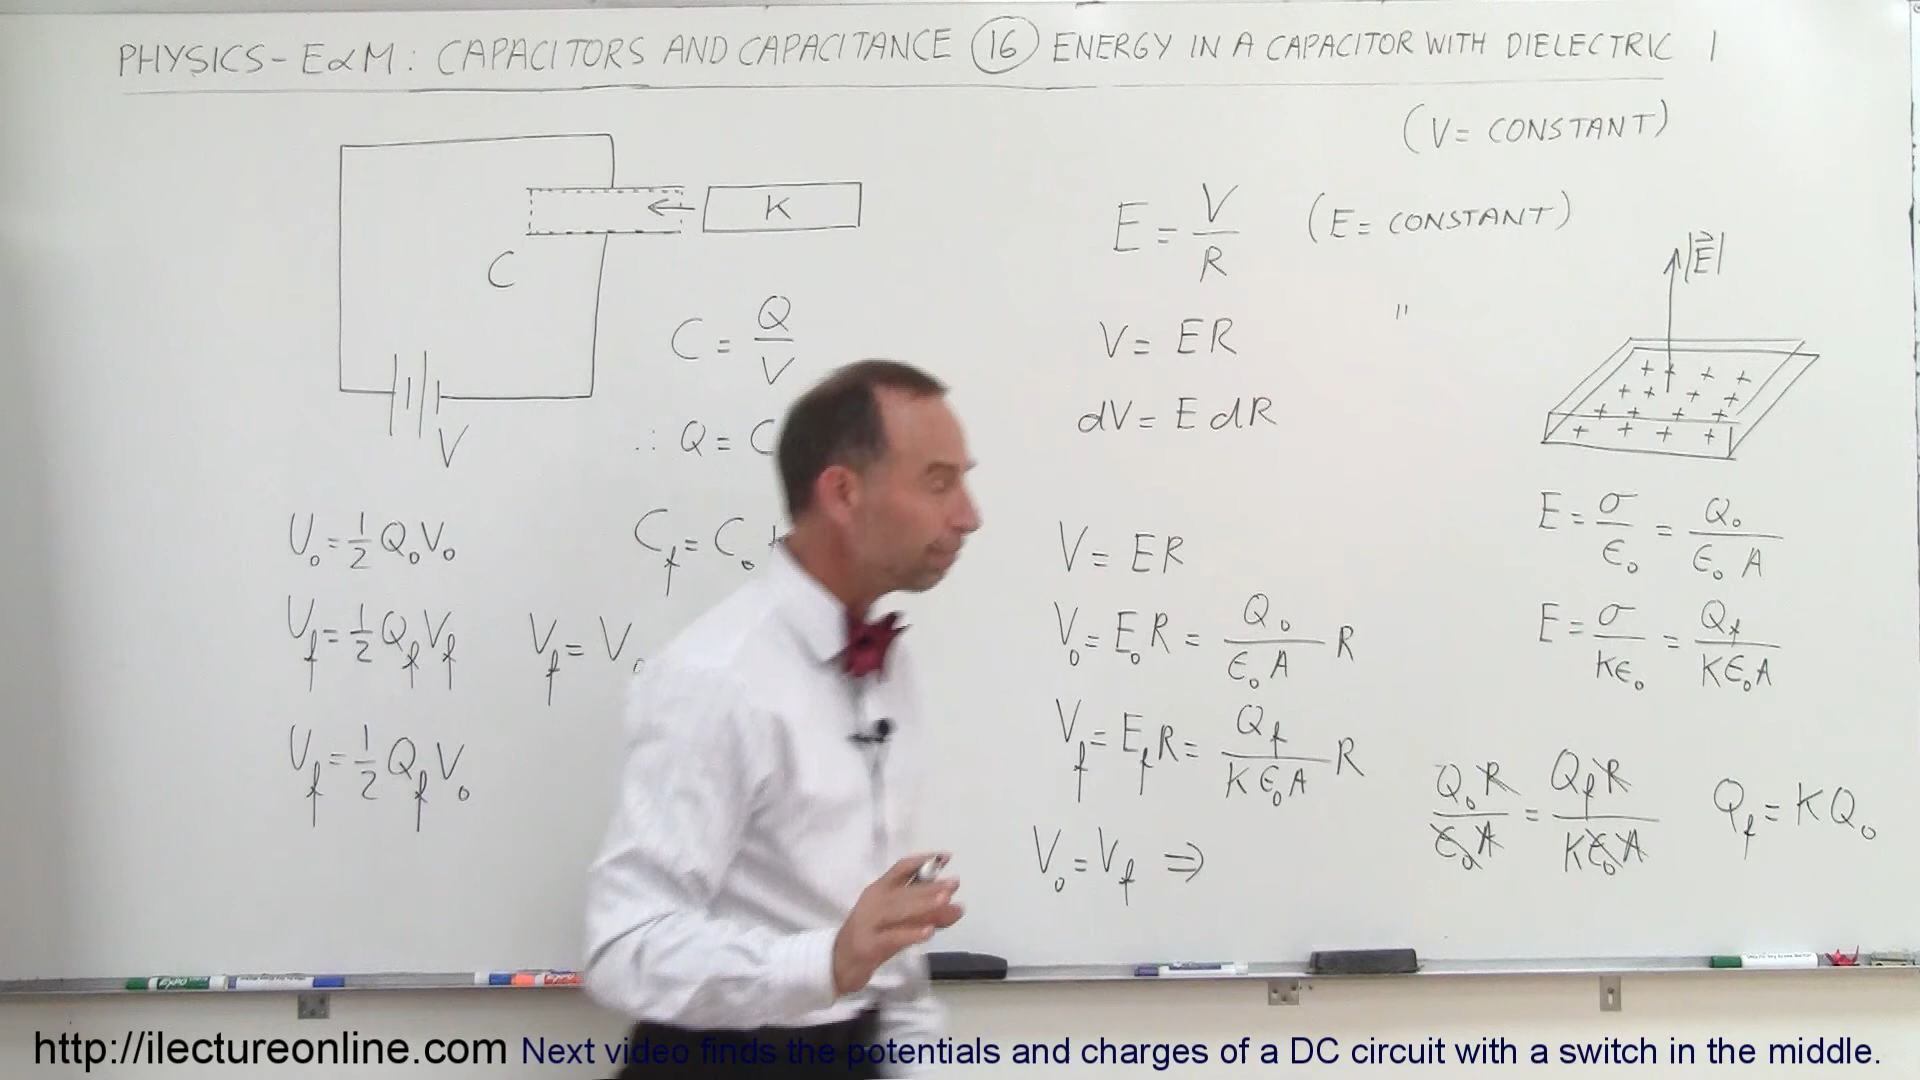 PHYSICS - E&M : CAPACITORS AND CAPACITANCE 16 ENERGY IN A CAPACITOR WITH DIELECTRIC 1
(V = CONSTANT)
K
C
V
C = Q/V
∴ Q = C
U₀ = 1/2 Q₀V₀
C_f = C₀
U_f = 1/2 Q_f V_f
V_f = V₀
U_f = 1/2 Q_f V₀
E = V/R (E = CONSTANT)
V = ER "
dV = E dR
V = ER
V₀ = E₀R = Q₀/(ε₀A) R
V_f = E_f R = Q_f/(Kε₀A) R
V₀ = V_f ⇒ Q₀R/(ε₀A) = Q_f R/(Kε₀A) Q_f = KQ₀
|E⃗|
+ + + +
+ + + +
+ + + +
+ + + +
E = σ/ε₀ = Q₀/(ε₀A)
E = σ/(Kε₀) = Q_f/(Kε₀A)
EXPO
http://ilectureonline.com Next video finds the potentials and charges of a DC circuit with a switch in the middle.